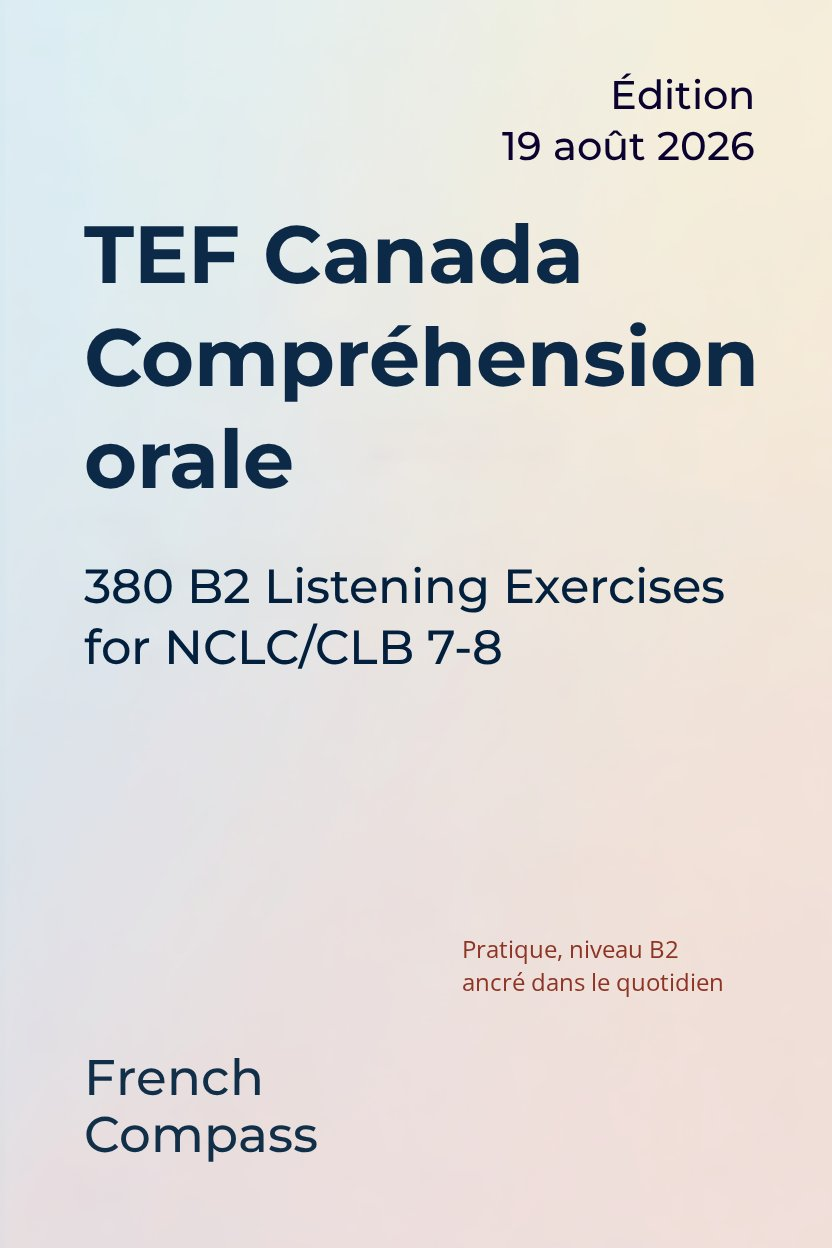 Édition
19 août 2026
TEF Canada
Compréhension
orale
380 B2 Listening Exercises
for NCLC/CLB 7-8
Pratique, niveau B2
ancré dans le quotidien
French
Compass